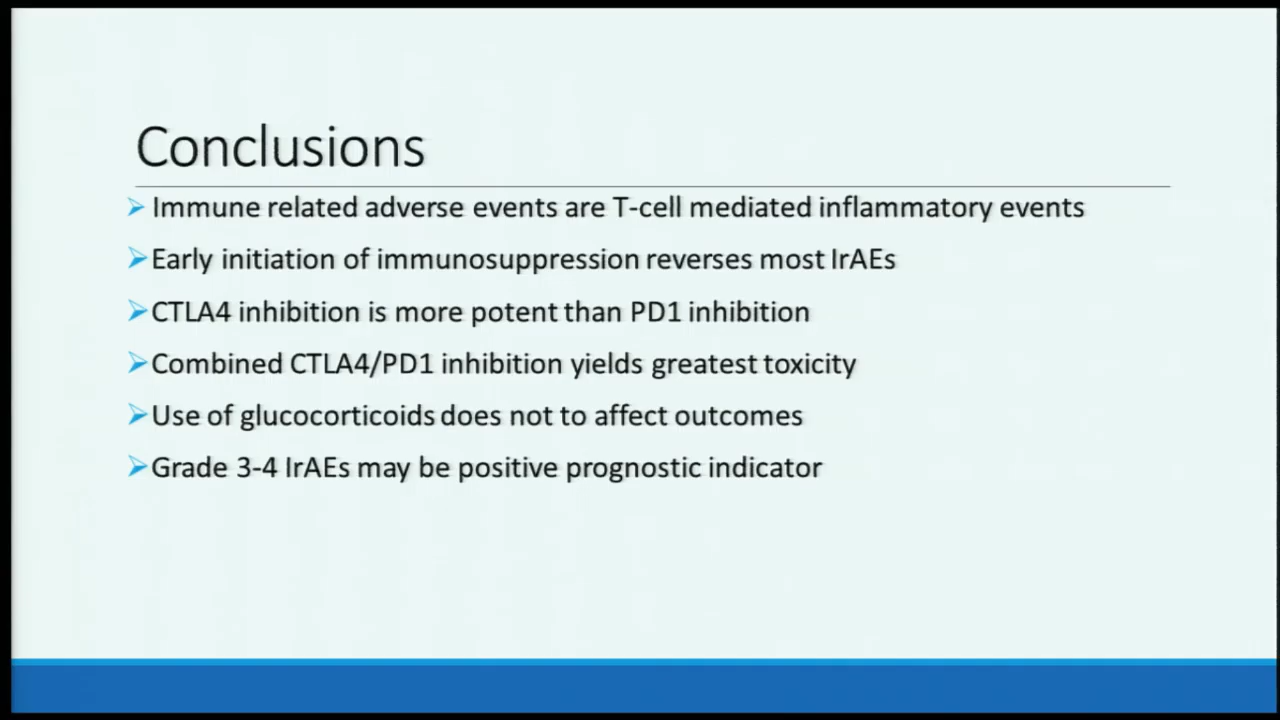 Conclusions
Immune related adverse events are T-cell mediated inflammatory events
Early initiation of immunosuppression reverses most IrAEs
CTLA4 inhibition is more potent than PD1 inhibition
Combined CTLA4/PD1 inhibition yields greatest toxicity
Use of glucocorticoids does not to affect outcomes
Grade 3-4 IrAEs may be positive prognostic indicator